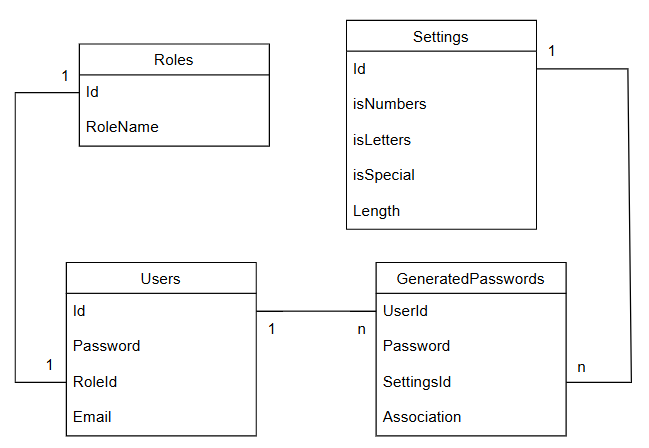 Roles
1
Id
RoleName
Settings
1
Id
isNumbers
isLetters
isSpecial
Length
Users
Id
Password
1
RoleId
Email
1
n
GeneratedPasswords
UserId
Password
SettingsId
n
Association